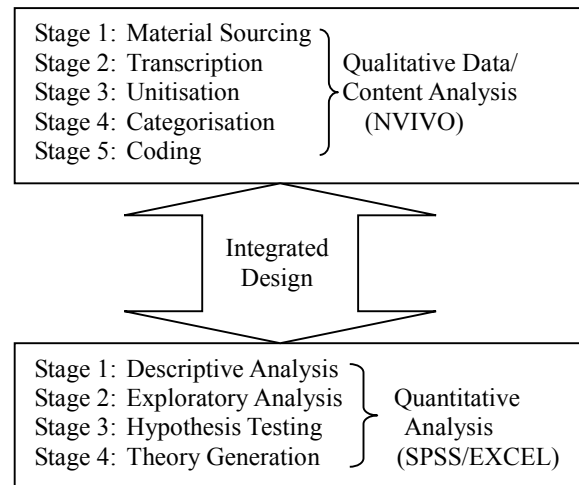 Stage 1: Material Sourcing
Stage 2: Transcription
Stage 3: Unitisation
Stage 4: Categorisation
Stage 5: Coding
Qualitative Data/
Content Analysis
(NVIVO)
Integrated
Design
Stage 1: Descriptive Analysis
Stage 2: Exploratory Analysis
Stage 3: Hypothesis Testing
Stage 4: Theory Generation
Quantitative
Analysis
(SPSS/EXCEL)